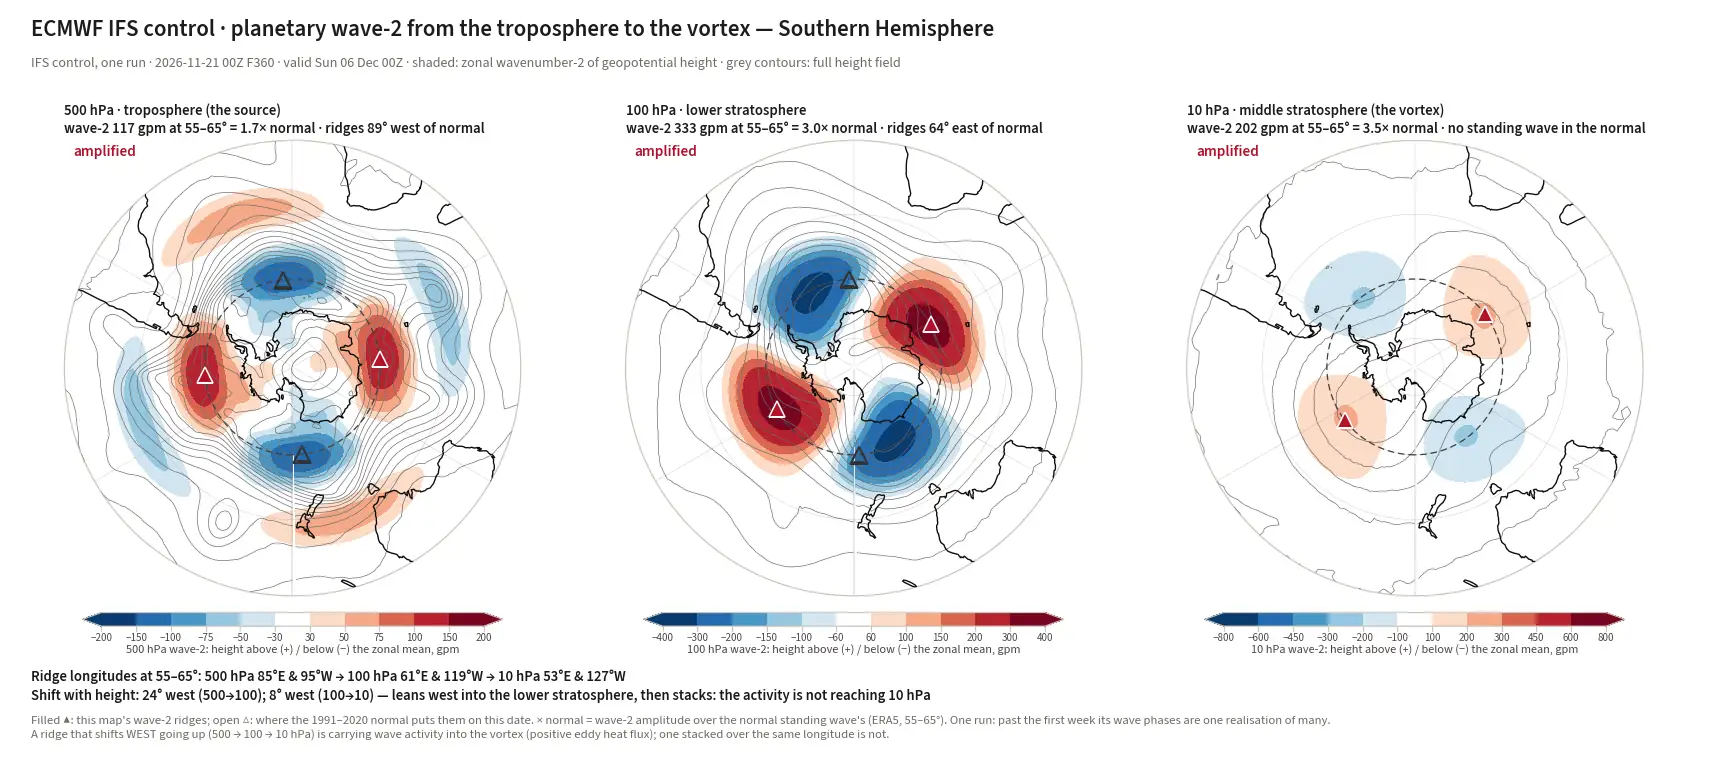 ECMWF IFS control · planetary wave-2 from the troposphere to the vortex — Southern Hemisphere
IFS control, one run · 2026-11-21 00Z F360 · valid Sun 06 Dec 00Z · shaded: zonal wavenumber-2 of geopotential height · grey contours: full height field
500 hPa · troposphere (the source)
wave-2 117 gpm at 55–65° = 1.7× normal · ridges 89° west of normal
amplified
100 hPa · lower stratosphere
wave-2 333 gpm at 55–65° = 3.0× normal · ridges 64° east of normal
amplified
10 hPa · middle stratosphere (the vortex)
wave-2 202 gpm at 55–65° = 3.5× normal · no standing wave in the normal
amplified
−200 −150 −100 −75 −50 −30 30 50 75 100 150 200
500 hPa wave-2: height above (+) / below (−) the zonal mean, gpm
−400 −300 −200 −150 −100 −60 60 100 150 200 300 400
100 hPa wave-2: height above (+) / below (−) the zonal mean, gpm
−800 −600 −450 −300 −200 −100 100 200 300 450 600 800
10 hPa wave-2: height above (+) / below (−) the zonal mean, gpm
Ridge longitudes at 55–65°: 500 hPa 85°E & 95°W → 100 hPa 61°E & 119°W → 10 hPa 53°E & 127°W
Shift with height: 24° west (500→100); 8° west (100→10) — leans west into the lower stratosphere, then stacks: the activity is not reaching 10 hPa
Filled ▲: this map's wave-2 ridges; open △: where the 1991–2020 normal puts them on this date. × normal = wave-2 amplitude over the normal standing wave's (ERA5, 55–65°). One run: past the first week its wave phases are one realisation of many.
A ridge that shifts WEST going up (500 → 100 → 10 hPa) is carrying wave activity into the vortex (positive eddy heat flux); one stacked over the same longitude is not.